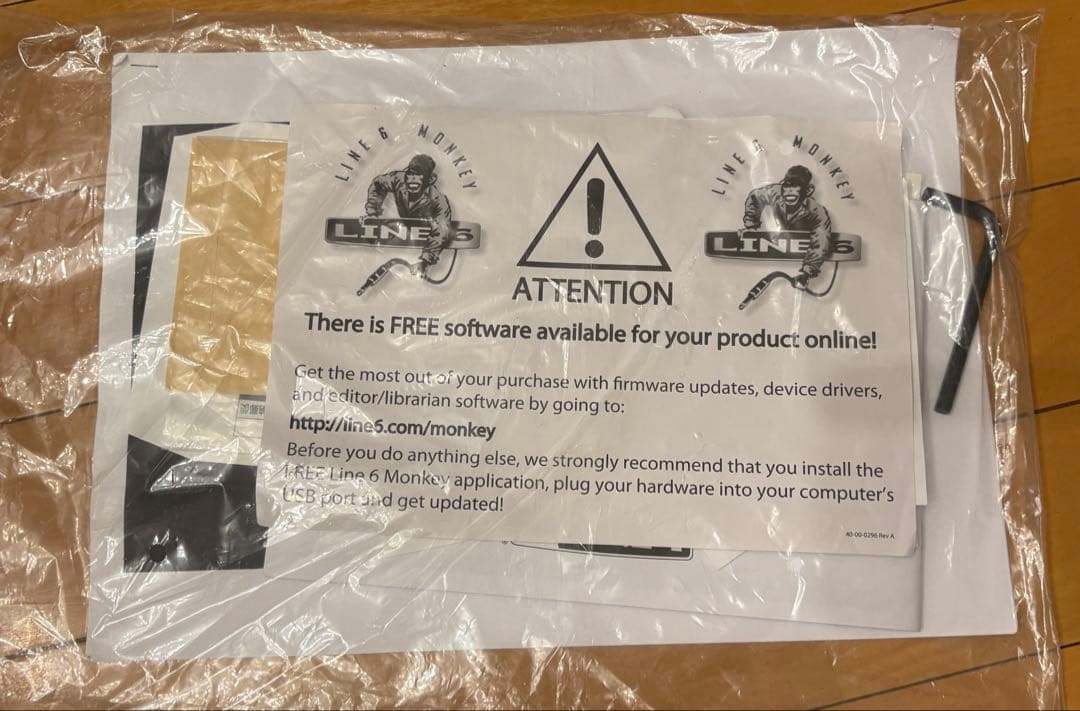 LINE 6 MONKEY
LINE 6
LINE 6 MONKEY
LINE 6
ATTENTION
There is FREE software available for your product online!
Get the most out of your purchase with firmware updates, device drivers,
and editor/librarian software by going to:
http://line6.com/monkey
Before you do anything else, we strongly recommend that you install the
FREE Line 6 Monkey application, plug your hardware into your computer's
USB port and get updated!
40-00-0296 Rev A